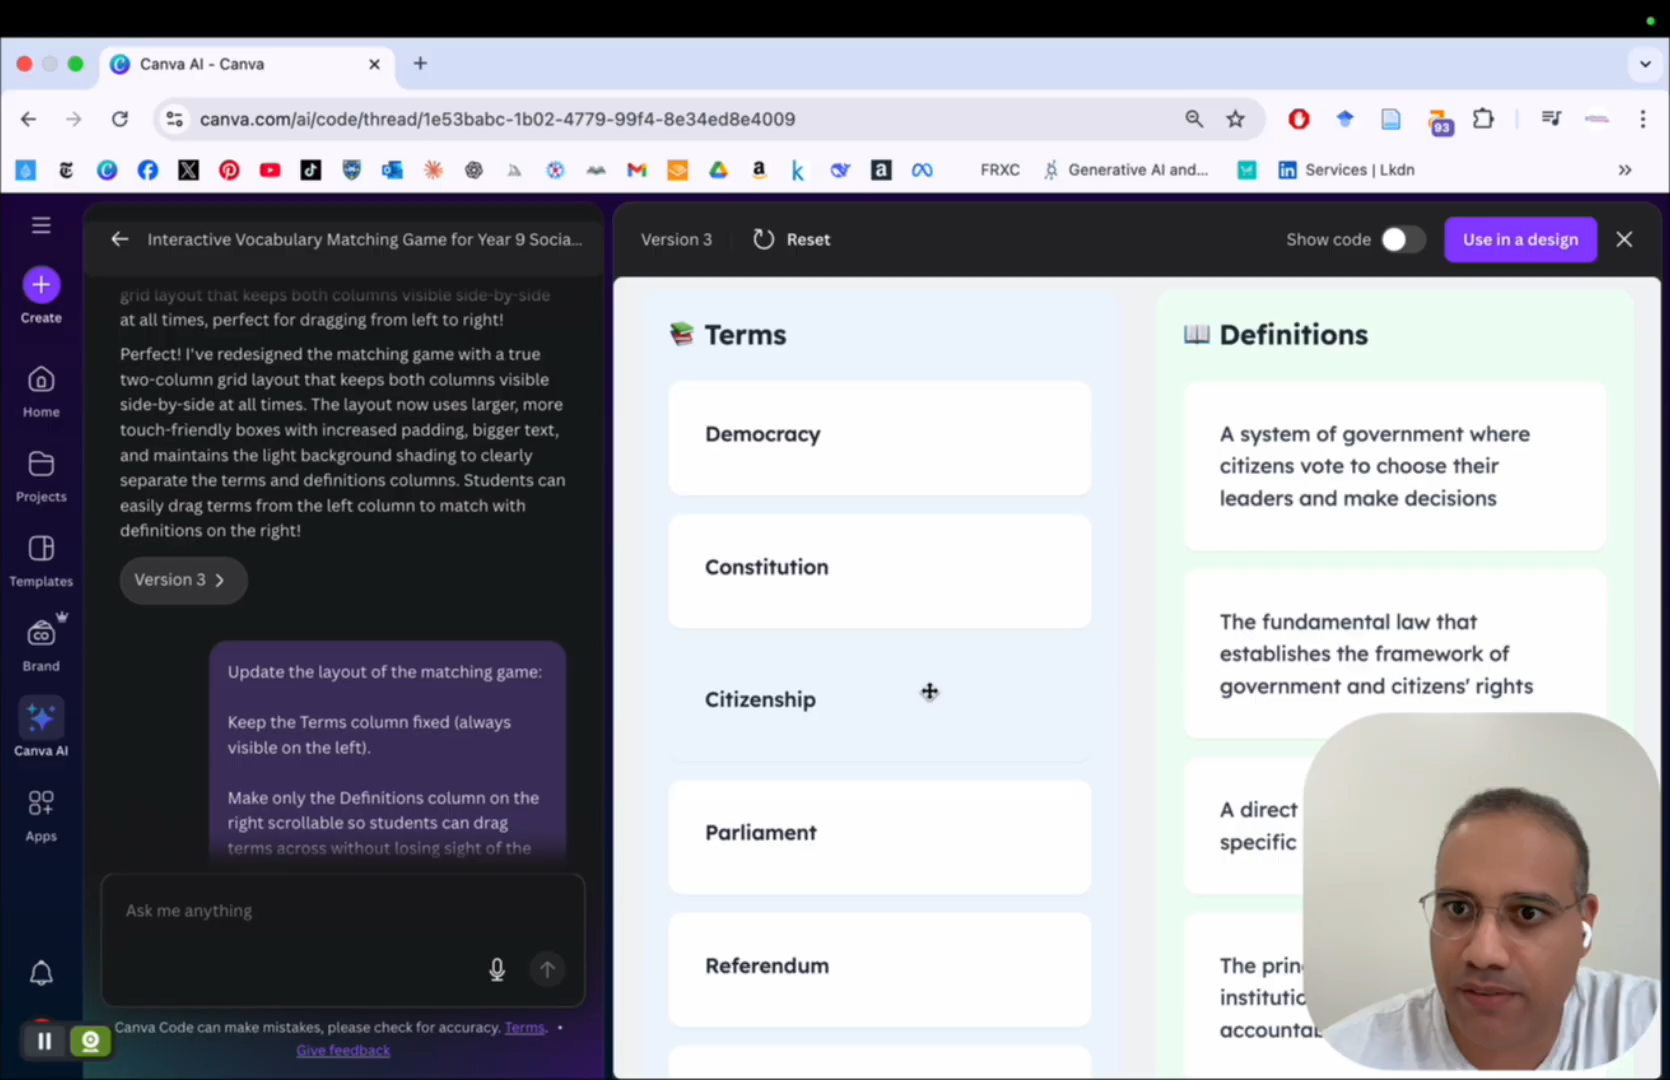 Canva AI - Canva
canva.com/ai/code/thread/1e53babc-1b02-4779-99f4-8e34ed8e4009
93
FRXC
Generative AI and...
Services | Lkdn
Create
Home
Projects
Templates
Brand
Canva AI
Apps
Interactive Vocabulary Matching Game for Year 9 Socia...
grid layout that keeps both columns visible side-by-side
at all times, perfect for dragging from left to right!
Perfect! I've redesigned the matching game with a true
two-column grid layout that keeps both columns visible
side-by-side at all times. The layout now uses larger, more
touch-friendly boxes with increased padding, bigger text,
and maintains the light background shading to clearly
separate the terms and definitions columns. Students can
easily drag terms from the left column to match with
definitions on the right!
Version 3
Update the layout of the matching game:
Keep the Terms column fixed (always
visible on the left).
Make only the Definitions column on the
right scrollable so students can drag
terms across without losing sight of the
Ask me anything
Canva Code can make mistakes, please check for accuracy. Terms. •
Give feedback
Version 3
Reset
Show code
Use in a design
Terms
Democracy
Constitution
Citizenship
Parliament
Referendum
Definitions
A system of government where
citizens vote to choose their
leaders and make decisions
The fundamental law that
establishes the framework of
government and citizens' rights
A direct
specific
The prin
institutio
accountab